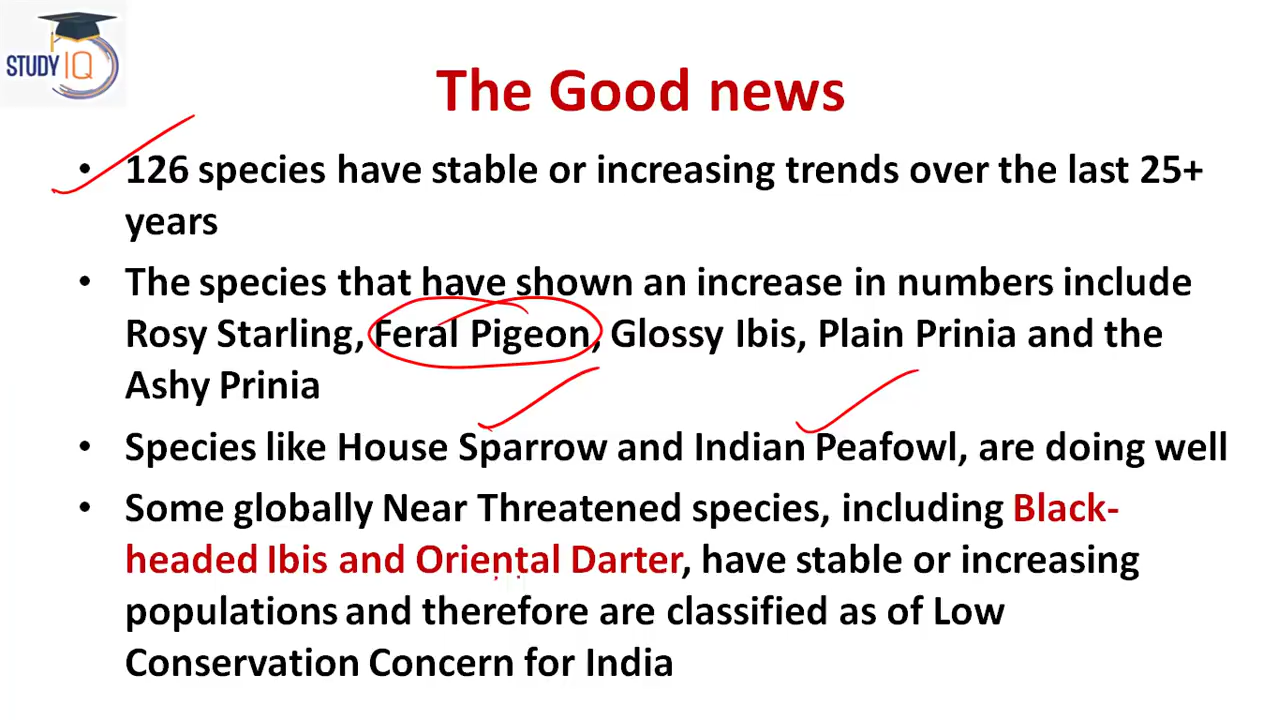 STUDY IQ
The Good news
• 126 species have stable or increasing trends over the last 25+
years
• The species that have shown an increase in numbers include
Rosy Starling, Feral Pigeon, Glossy Ibis, Plain Prinia and the
Ashy Prinia
• Species like House Sparrow and Indian Peafowl, are doing well
• Some globally Near Threatened species, including Black-
headed Ibis and Oriental Darter, have stable or increasing
populations and therefore are classified as of Low
Conservation Concern for India